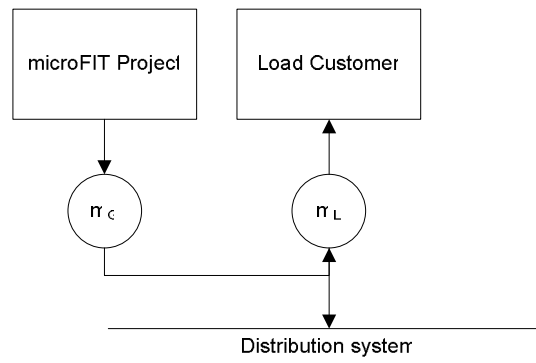 microFIT Project
Load Customer
m G
m L
Distribution system